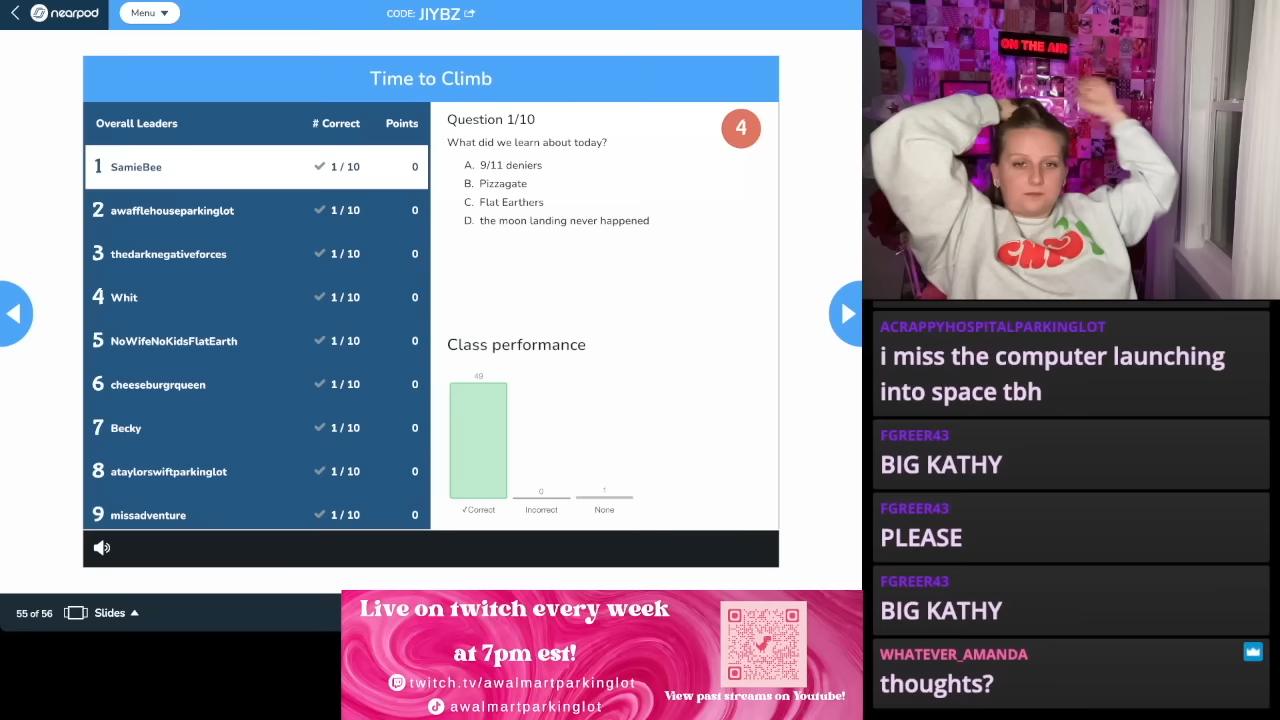 nearpod
Menu
CODE: JIYBZ
Time to Climb
Overall Leaders # Correct Points
1 SamieBee 1 / 10 0
2 awafflehouseparkinglot 1 / 10 0
3 thedarknegativeforces 1 / 10 0
4 Whit 1 / 10 0
5 NoWifeNoKidsFlatEarth 1 / 10 0
6 cheeseburgrqueen 1 / 10 0
7 Becky 1 / 10 0
8 ataylorswiftparkinglot 1 / 10 0
9 missadventure 1 / 10 0
Question 1/10
4
What did we learn about today?
A. 9/11 deniers
B. Pizzagate
C. Flat Earthers
D. the moon landing never happened
Class performance
49
0
1
✓Correct Incorrect None
55 of 56 Slides
Live on twitch every week
at 7pm est!
twitch.tv/awalmartparkinglot
awalmartparkinglot
View past streams on Youtube!
ON THE AIR
ACRAPPYHOSPITALPARKINGLOT
i miss the computer launching
into space tbh
FGREER43
BIG KATHY
FGREER43
PLEASE
FGREER43
BIG KATHY
WHATEVER_AMANDA
thoughts?